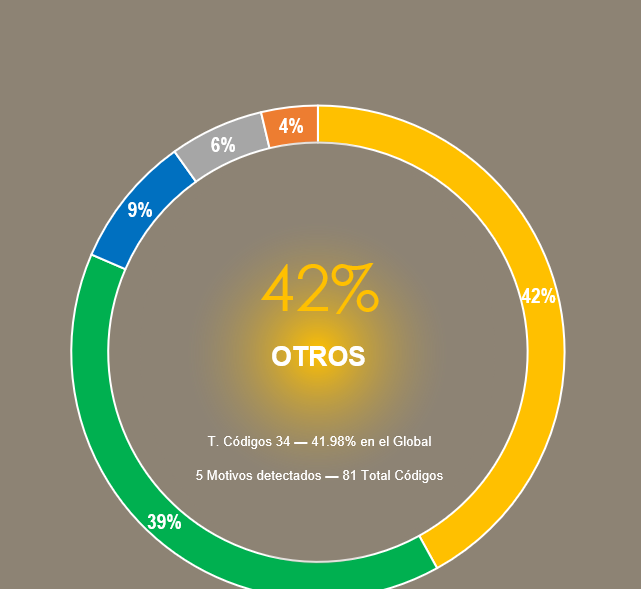 4%
6%
9%
42%
42%
OTROS
T. Códigos 34 — 41.98% en el Global
5 Motivos detectados — 81 Total Códigos
39%